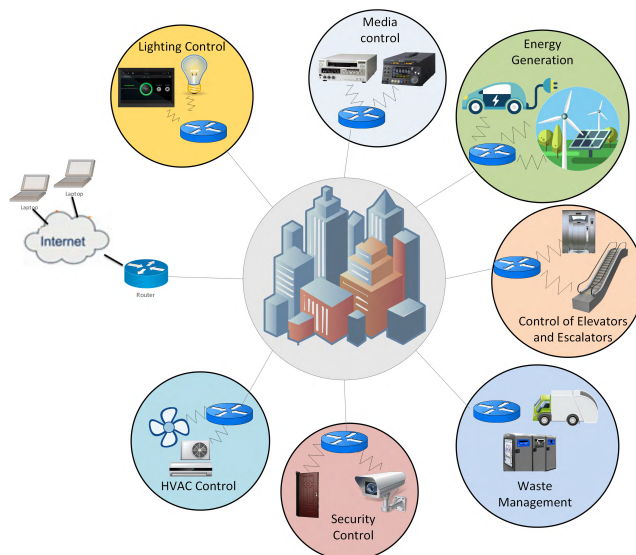 Media
control
Lighting Control
Energy
Generation
Laptop
Laptop
Internet
Router
Control of Elevators
and Escalators
HVAC Control
Security
Control
Waste
Management